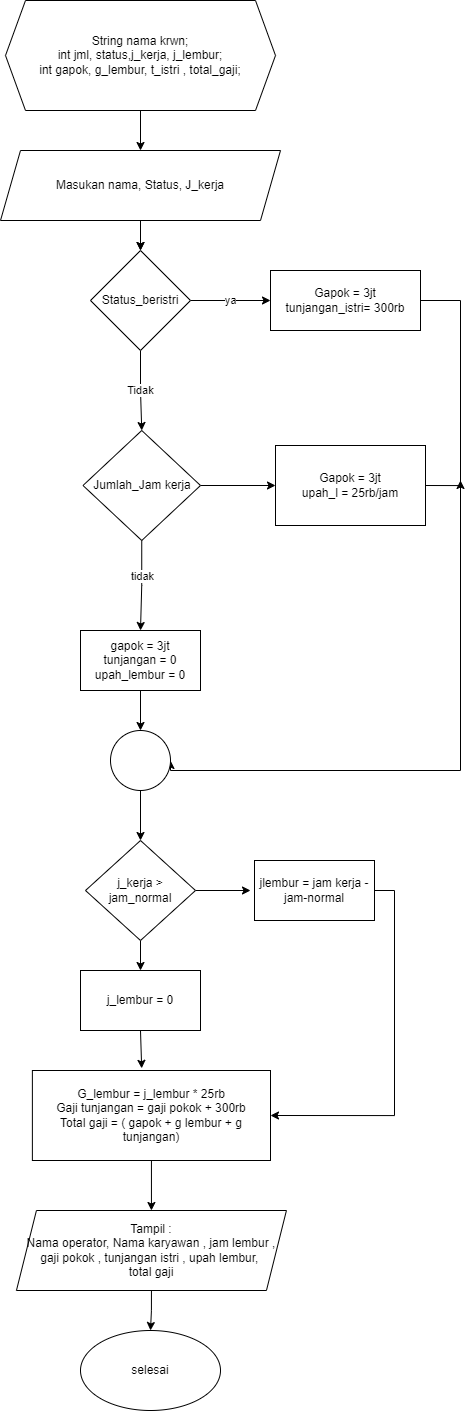 String nama krwn;
int jml, status,j_kerja, j_lembur;
int gapok, g_lembur, t_istri , total_gaji;
Masukan nama, Status, J_kerja
Status_beristri
ya
Gapok = 3jt
tunjangan_istri= 300rb
Tidak
Jumlah_Jam kerja
Gapok = 3jt
upah_l = 25rb/jam
tidak
gapok = 3jt
tunjangan = 0
upah_lembur = 0
j_kerja >
jam_normal
jlembur = jam kerja -
jam-normal
j_lembur = 0
G_lembur = j_lembur * 25rb
Gaji tunjangan = gaji pokok + 300rb
Total gaji = ( gapok + g lembur + g
tunjangan)
Tampil :
Nama operator, Nama karyawan , jam lembur ,
gaji pokok , tunjangan istri , upah lembur,
total gaji
selesai